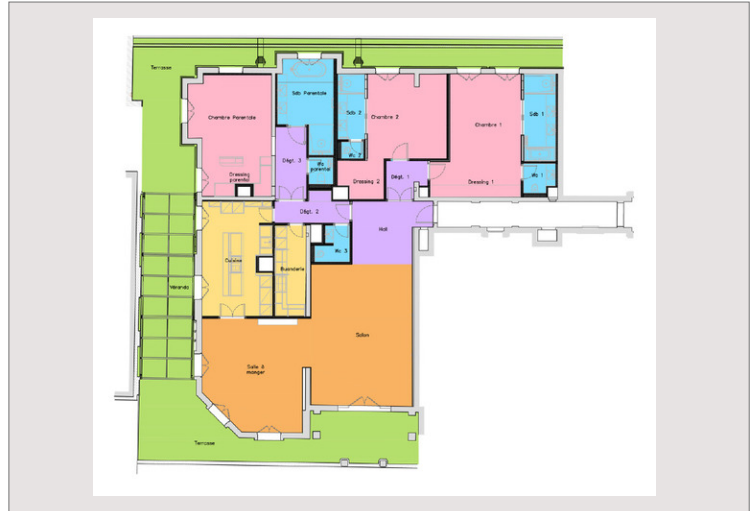 Terrasse
Sdb Parentale
Chambre Parentale
Sdb 2
Chambre 2
Chambre 1
Sdb 1
Wc 2
Dégt. 3
Wc
parental
Dressing
parental
Dressing 2
Dégt. 1
Dressing 1
Wc 1
Dégt. 2
Hall
Wc 3
Cuisine
Buanderie
Véranda
Salon
Salle à
manger
Terrasse